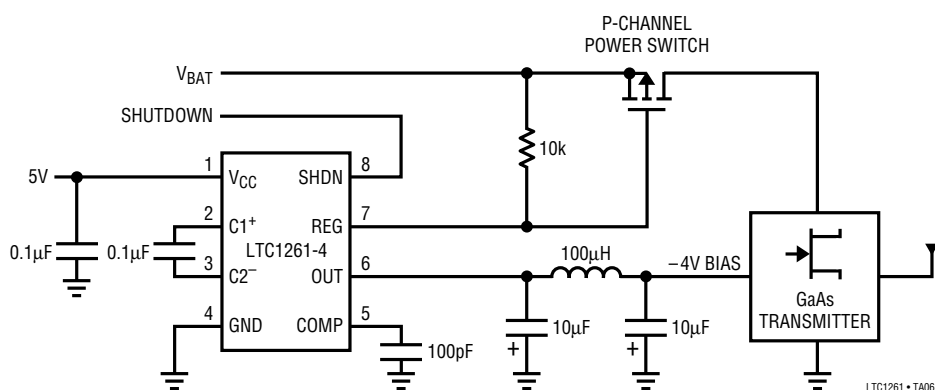 P-CHANNEL
POWER SWITCH
VBAT
SHUTDOWN
10k
5V
1
VCC
SHDN
8
2
C1+
REG
7
0.1µF
0.1µF
LTC1261-4
3
C2–
OUT
6
100µH
–4V BIAS
4
GND
COMP
5
100pF
10µF
+
10µF
+
GaAs
TRANSMITTER
LTC1261 • TA06